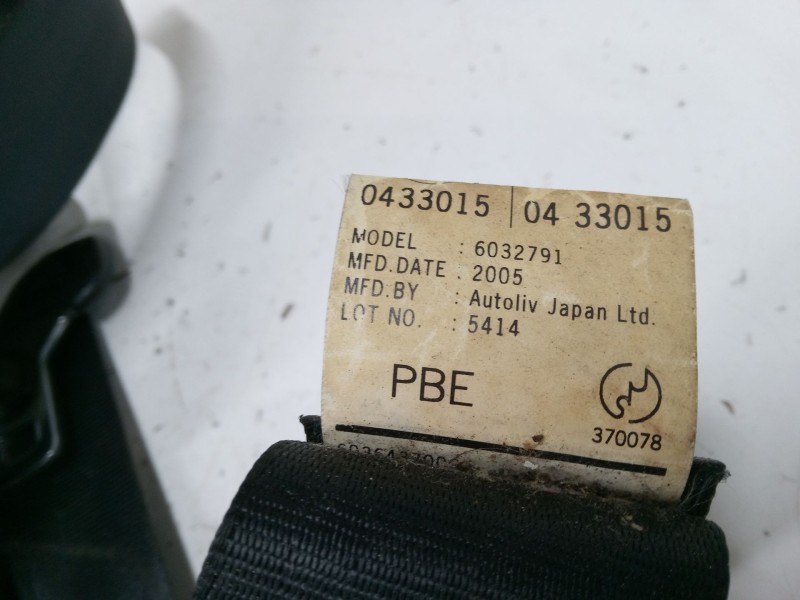 0433015 | 04 33015
MODEL : 6032791
MFD.DATE . 2005
MFD.BY : Autoliv Japan Ltd.
LOT NO. : 5414
PBE
370078